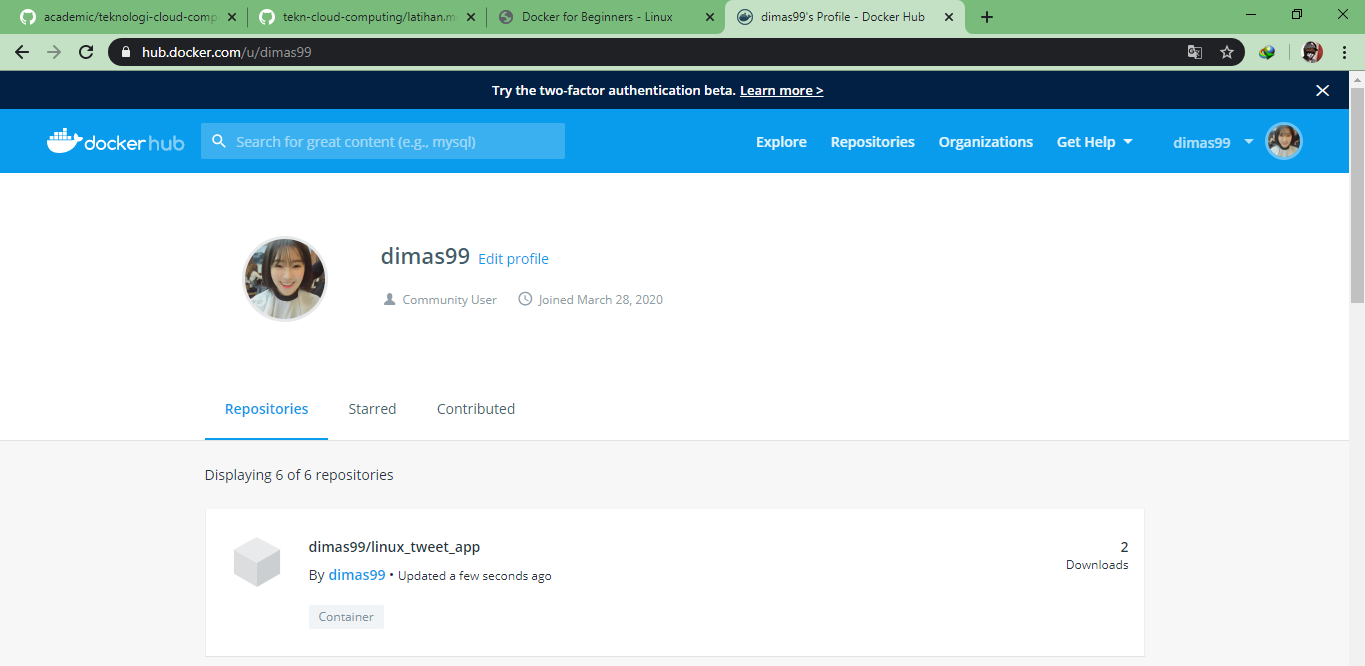 academic/teknologi-cloud-comp
tekn-cloud-computing/latihan.m
Docker for Beginners - Linux
dimas99's Profile - Docker Hub
hub.docker.com/u/dimas99
Try the two-factor authentication beta. Learn more >
docker hub
Search for great content (e.g., mysql)
Explore
Repositories
Organizations
Get Help
dimas99
dimas99 Edit profile
Community User
Joined March 28, 2020
Repositories
Starred
Contributed
Displaying 6 of 6 repositories
dimas99/linux_tweet_app
2
Downloads
By dimas99 • Updated a few seconds ago
Container